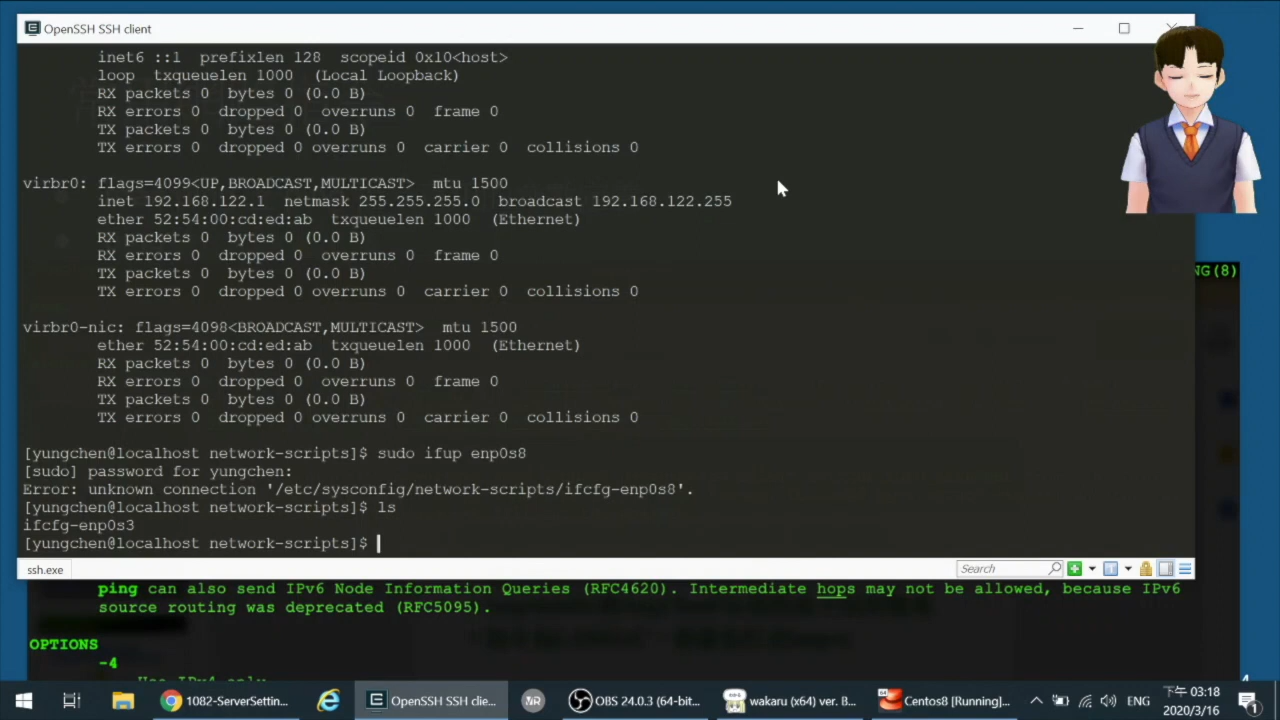 OpenSSH SSH client
inet6 ::1  prefixlen 128  scopeid 0x10<host>
loop  txqueuelen 1000  (Local Loopback)
RX packets 0  bytes 0 (0.0 B)
RX errors 0  dropped 0  overruns 0  frame 0
TX packets 0  bytes 0 (0.0 B)
TX errors 0  dropped 0 overruns 0  carrier 0  collisions 0
virbr0: flags=4099<UP,BROADCAST,MULTICAST>  mtu 1500
inet 192.168.122.1  netmask 255.255.255.0  broadcast 192.168.122.255
ether 52:54:00:cd:ed:ab  txqueuelen 1000  (Ethernet)
RX packets 0  bytes 0 (0.0 B)
RX errors 0  dropped 0  overruns 0  frame 0
TX packets 0  bytes 0 (0.0 B)
TX errors 0  dropped 0 overruns 0  carrier 0  collisions 0
NG(8)
virbr0-nic: flags=4098<BROADCAST,MULTICAST>  mtu 1500
ether 52:54:00:cd:ed:ab  txqueuelen 1000  (Ethernet)
RX packets 0  bytes 0 (0.0 B)
RX errors 0  dropped 0  overruns 0  frame 0
TX packets 0  bytes 0 (0.0 B)
TX errors 0  dropped 0 overruns 0  carrier 0  collisions 0
[yungchen@localhost network-scripts]$ sudo ifup enp0s8
[sudo] password for yungchen:
Error: unknown connection '/etc/sysconfig/network-scripts/ifcfg-enp0s8'.
[yungchen@localhost network-scripts]$ ls
ifcfg-enp0s3
[yungchen@localhost network-scripts]$
ssh.exe
Search
ping can also send IPv6 Node Information Queries (RFC4620). Intermediate hops may not be allowed, because IPv6
source routing was deprecated (RFC5095).
OPTIONS
-4
Use IPv4 only.
1082-ServerSettin...
OpenSSH SSH clie...
OBS 24.0.3 (64-bit...
wakaru (x64) ver. B...
Centos8 [Running]...
ENG
下午 03:18
2020/3/16
1